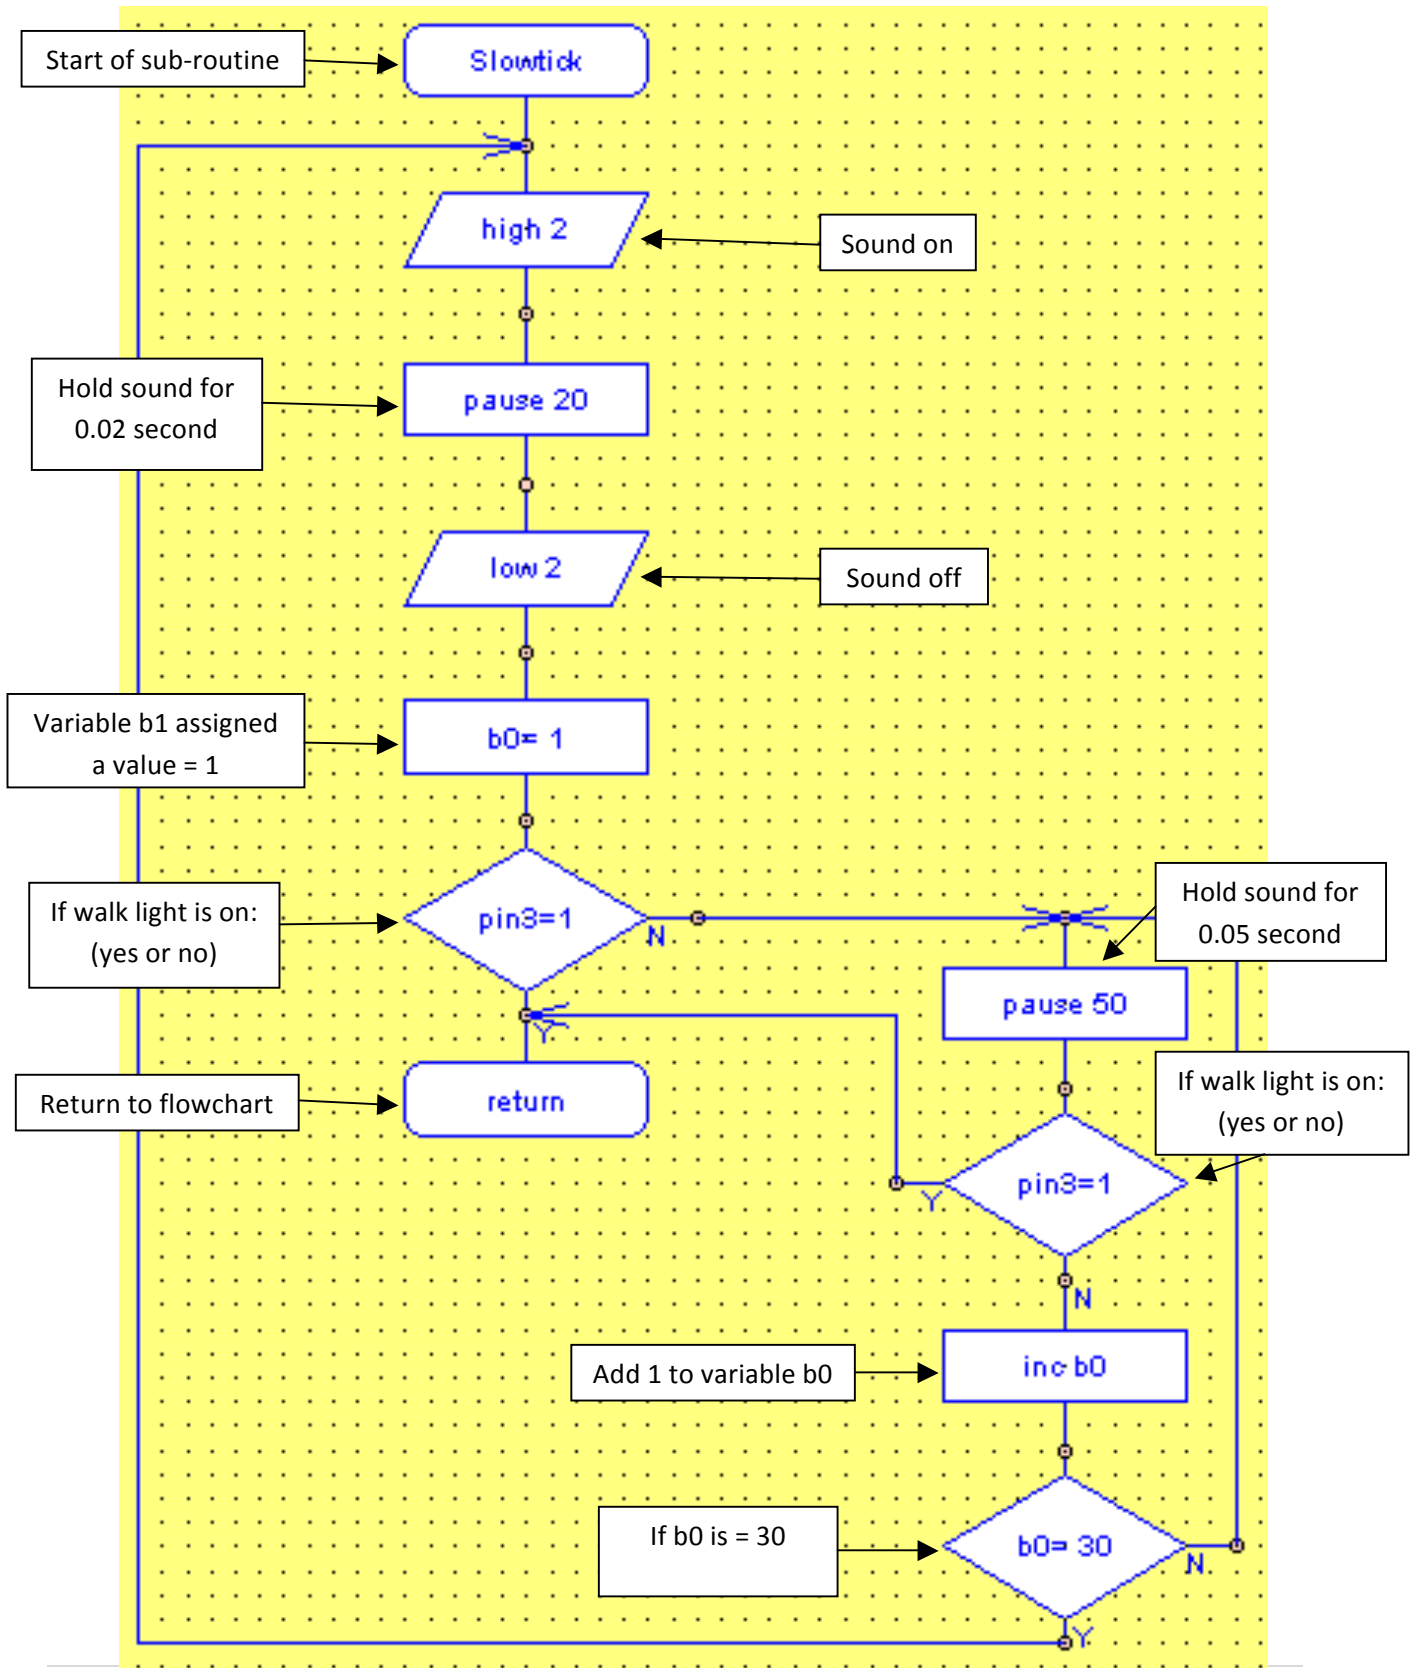 Start of sub-routine
Slowtick
high 2
Sound on
Hold sound for
0.02 second
pause 20
low 2
Sound off
Variable b1 assigned
a value = 1
b0= 1
If walk light is on:
(yes or no)
pin3=1
N
Y
Hold sound for
0.05 second
pause 50
Return to flowchart
return
If walk light is on:
(yes or no)
pin3=1
Y
N
Add 1 to variable b0
inc b0
If b0 is = 30
b0= 30
N
Y